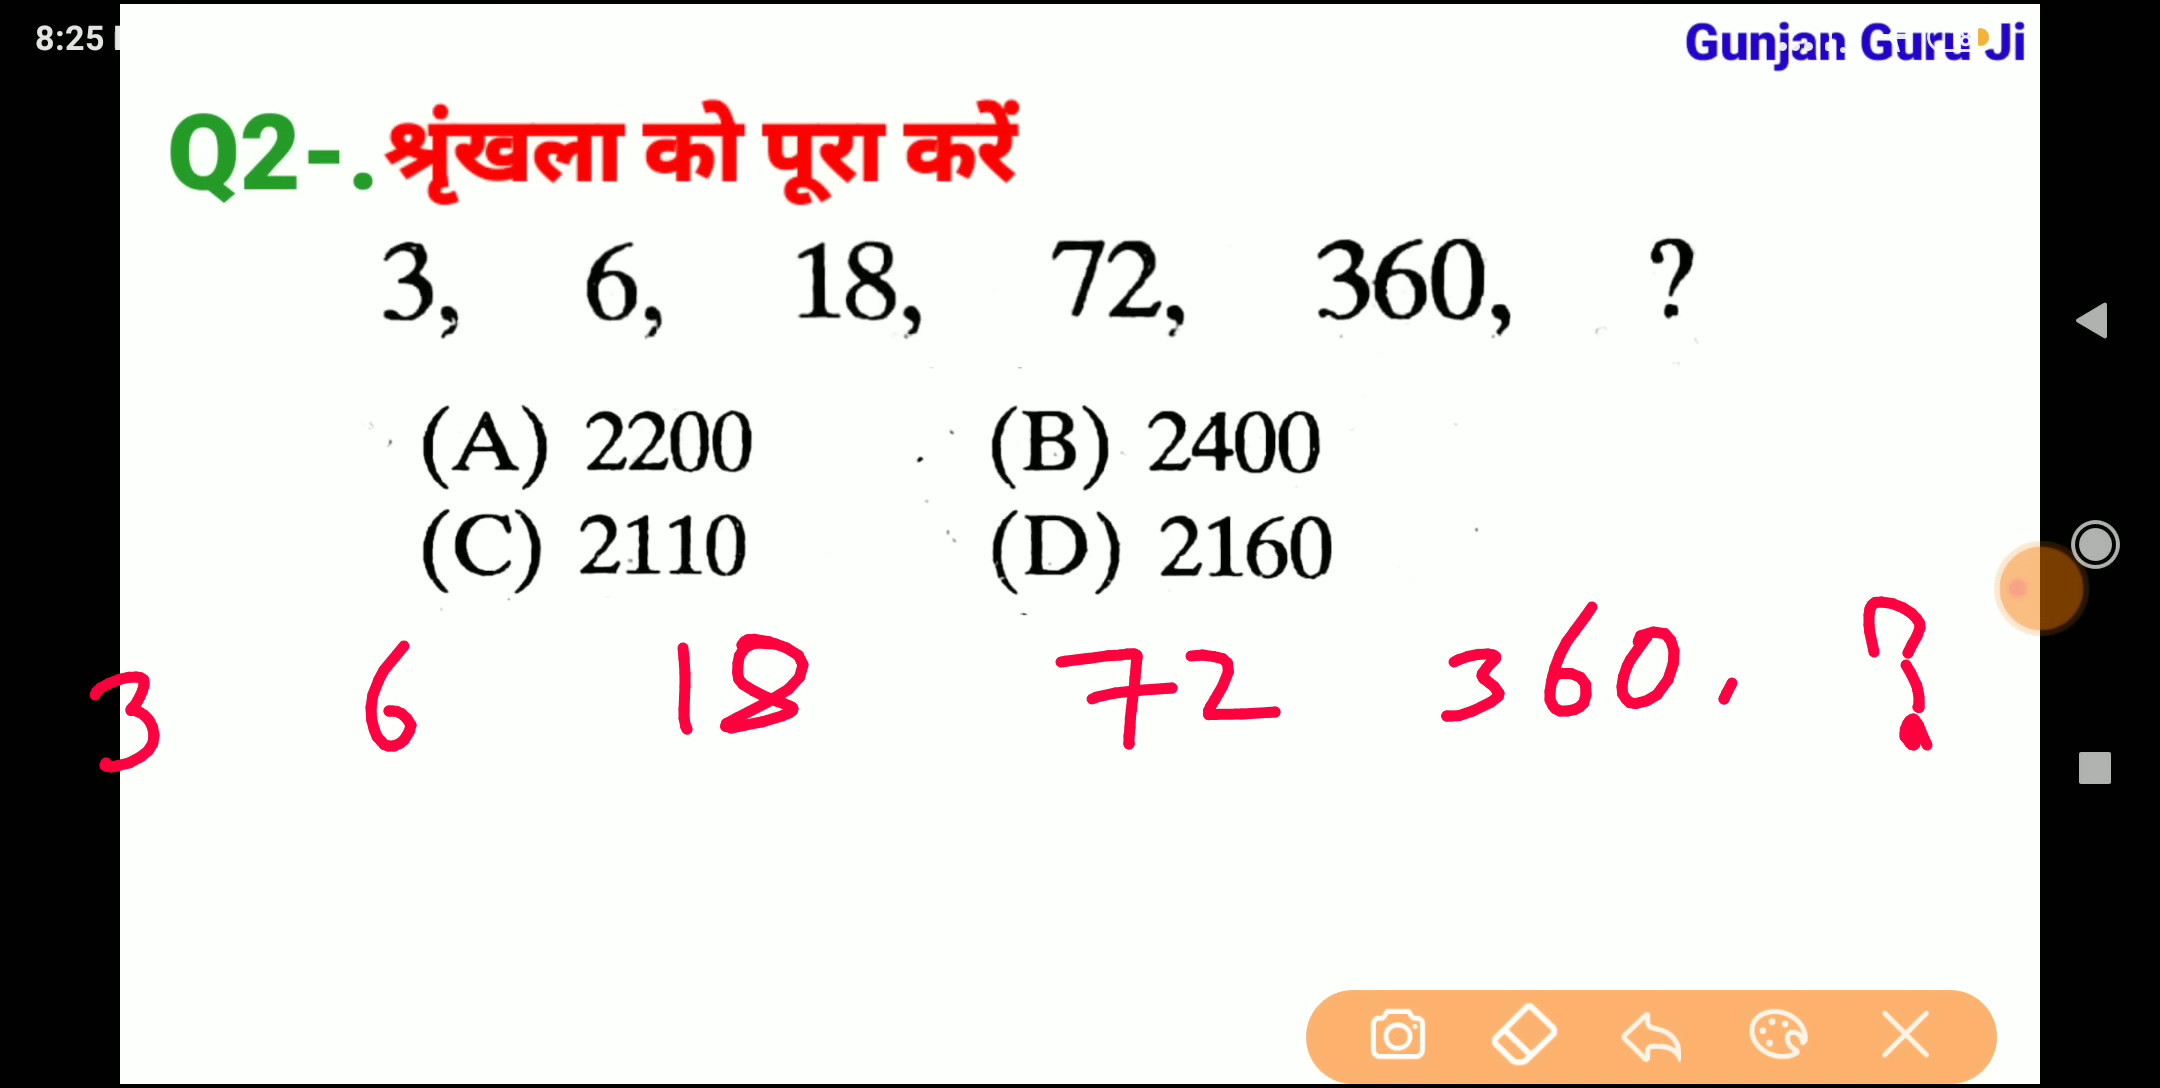 8:25
Gunjan Guru Ji
Q2-. श्रृंखला को पूरा करें
3, 6, 18, 72, 360, ?
(A) 2200 (B) 2400
(C) 2110 (D) 2160
3 6 18 72 360, ?